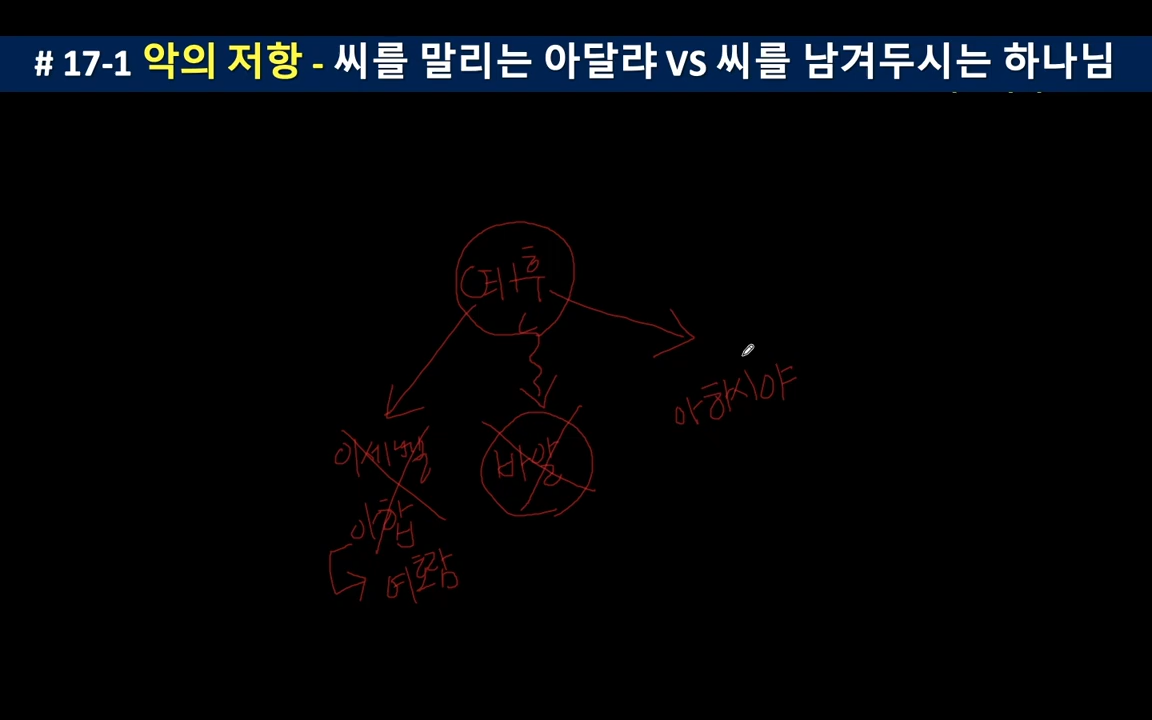 # 17-1 악의 저항 - 씨를 말리는 아달랴 VS 씨를 남겨두시는 하나님
예후
아하시야
이세벨
바알
아합
여호람